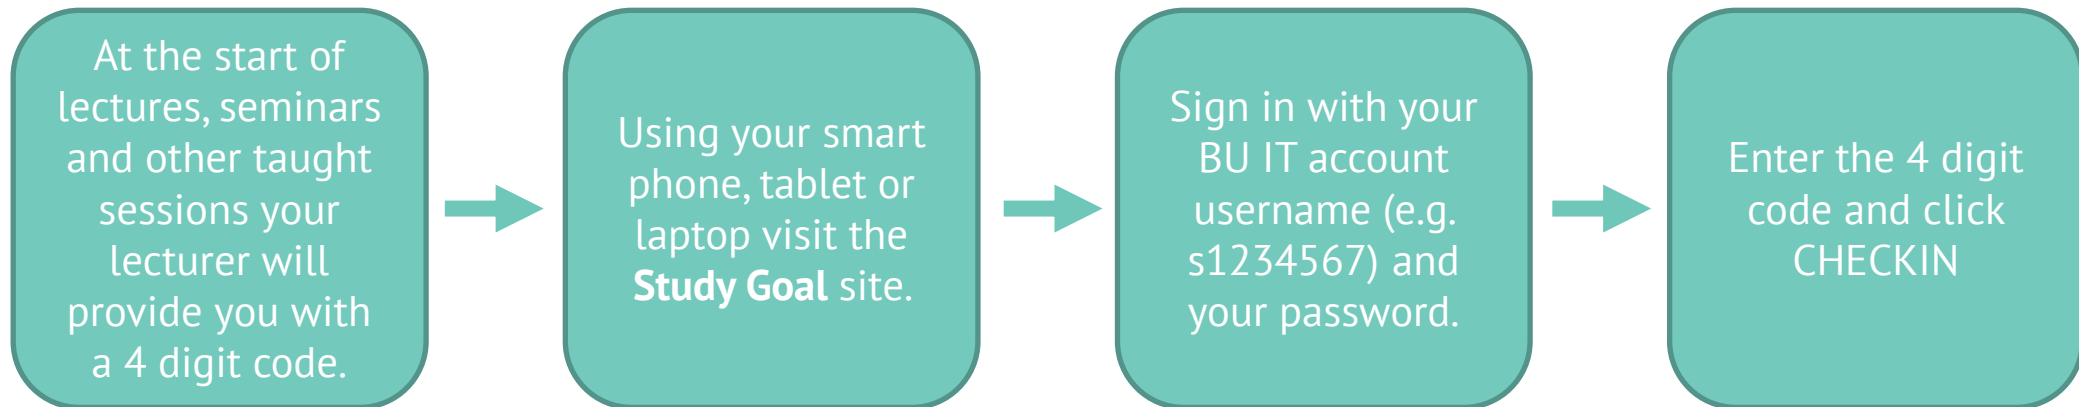 At the start of
lectures, seminars
and other taught
sessions your
lecturer will
provide you with
a 4 digit code.
Using your smart
phone, tablet or
laptop visit the
Study Goal site.
Sign in with your
BU IT account
username (e.g.
s1234567) and
your password.
Enter the 4 digit
code and click
CHECKIN